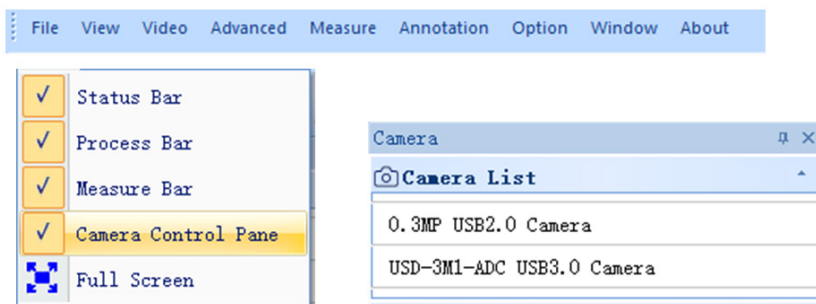 File View Video Advanced Measure Annotation Option Window About
Status Bar
Process Bar
Measure Bar
Camera Control Pane
Full Screen
Camera
Camera List
0.3MP USB2.0 Camera
USD-3M1-ADC USB3.0 Camera